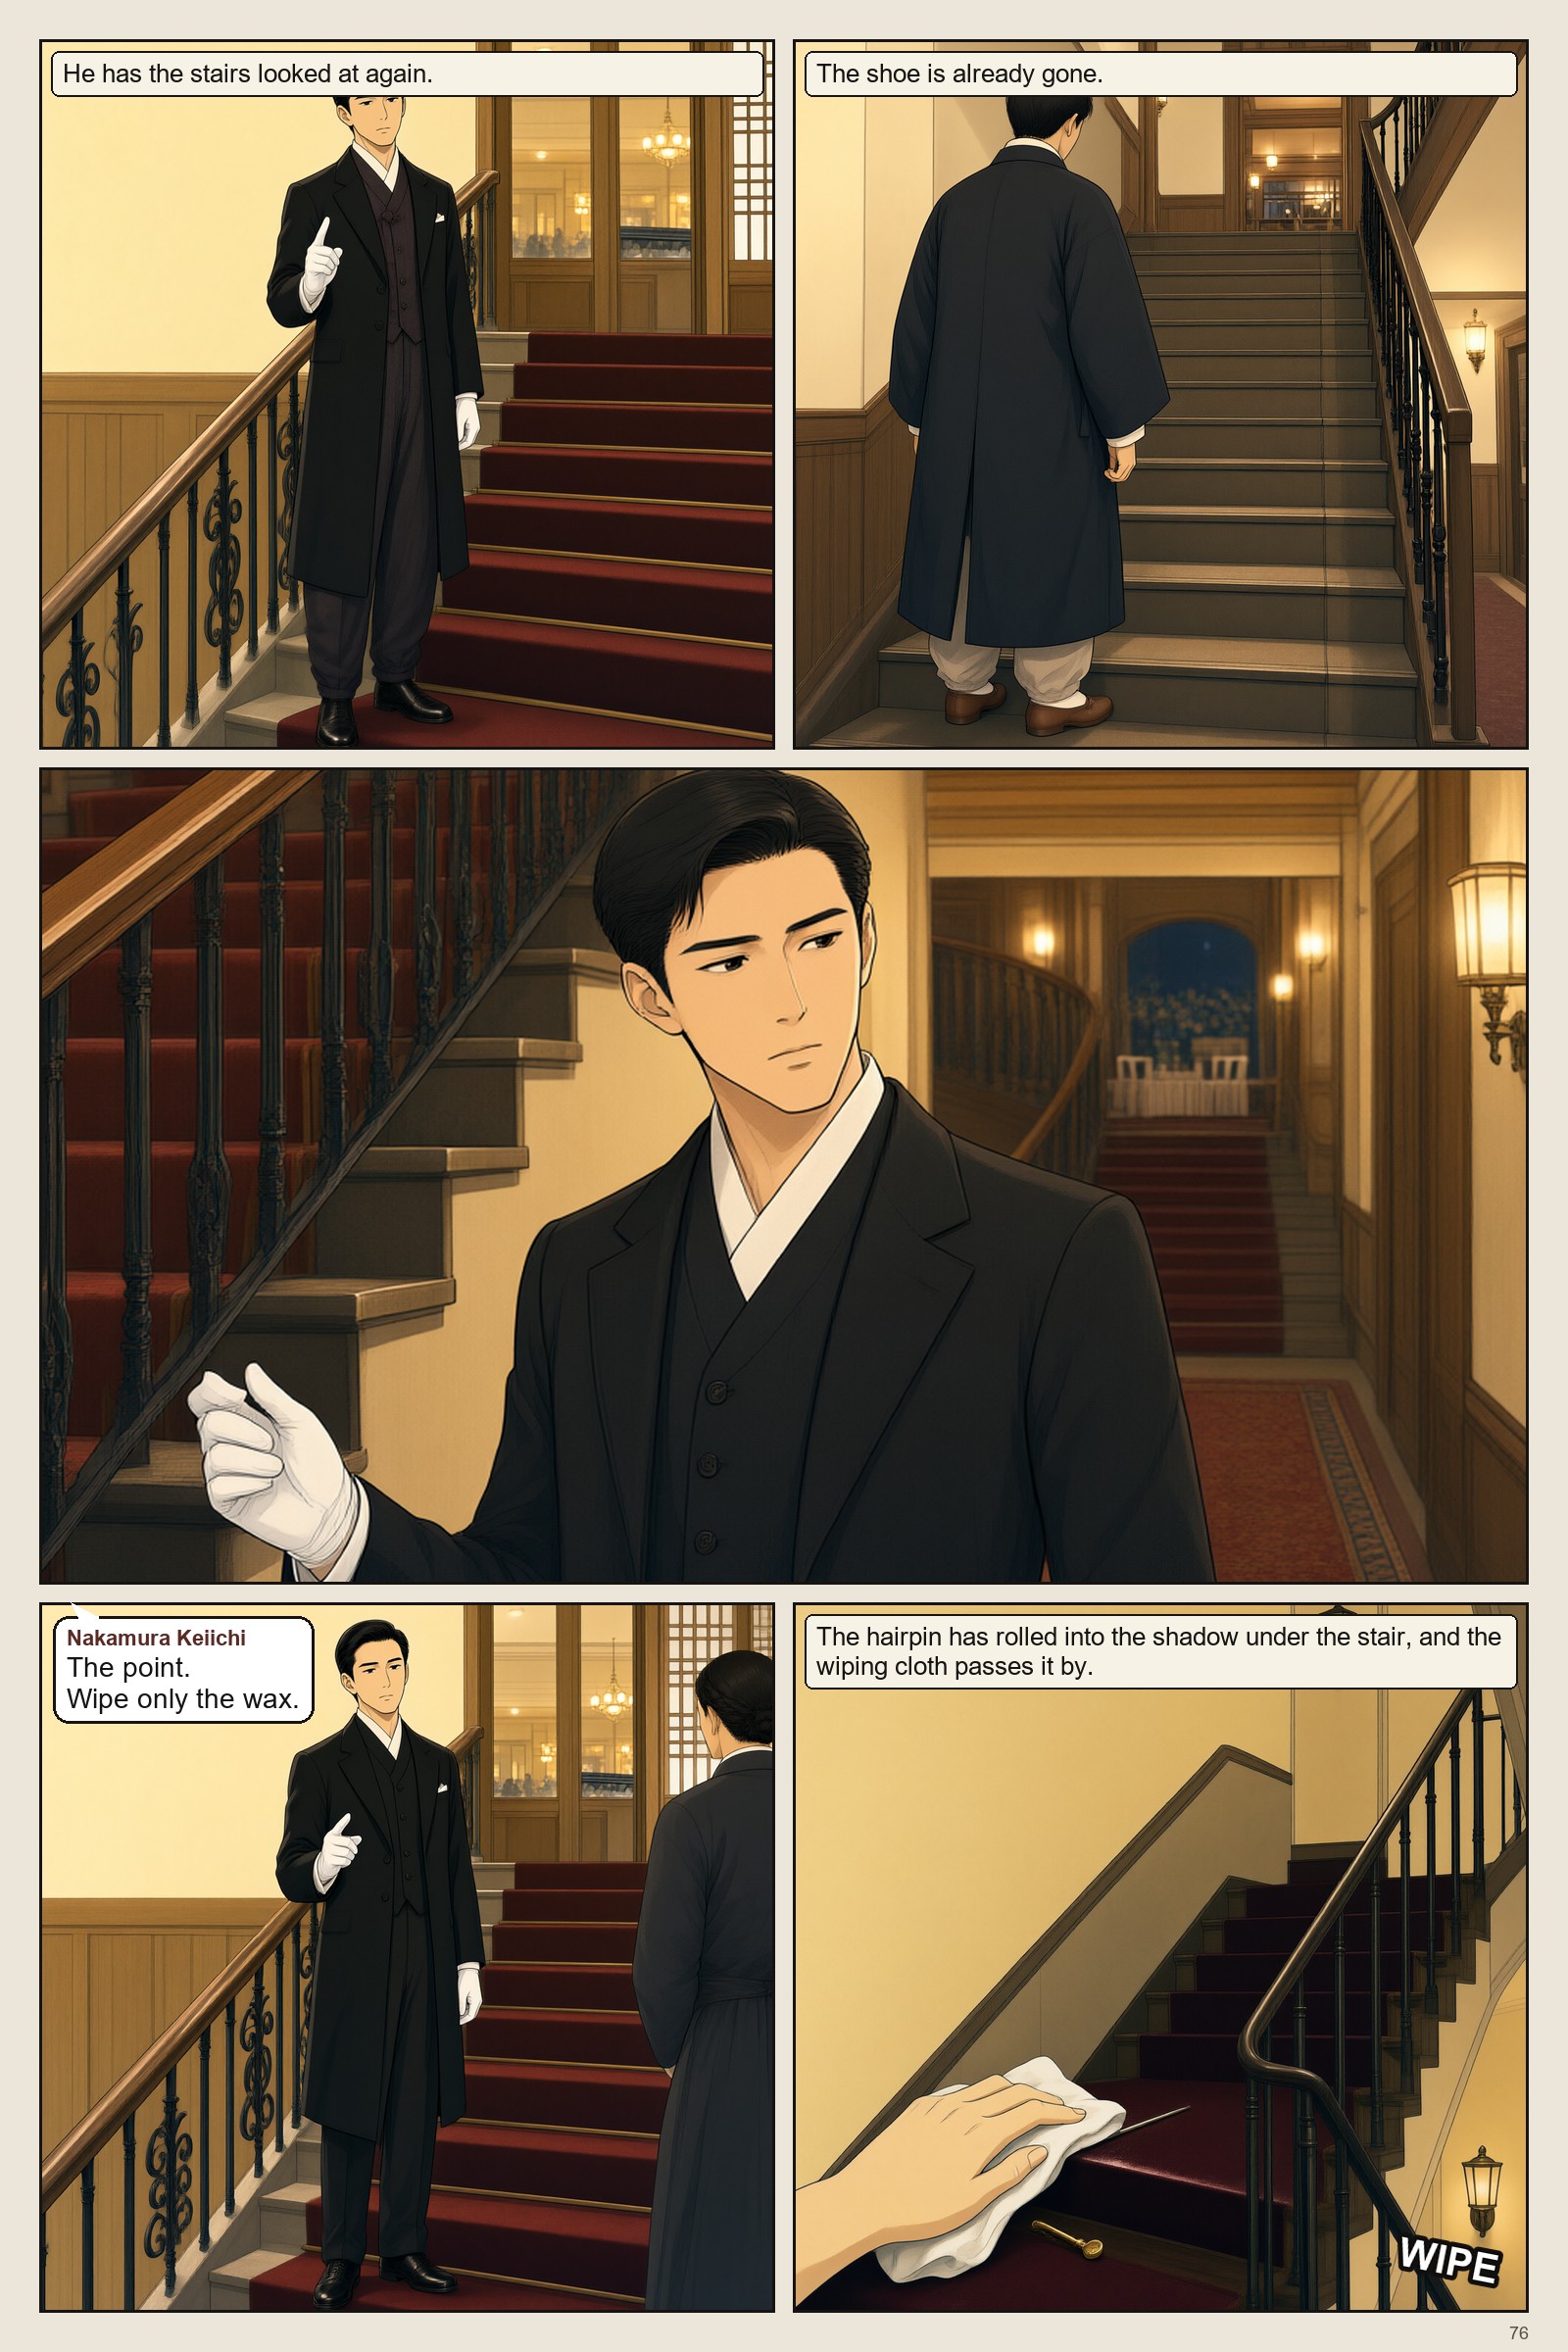 He has the stairs looked at again.
The shoe is already gone.
Nakamura Keiichi
The point.
Wipe only the wax.
The hairpin has rolled into the shadow under the stair, and the
wiping cloth passes it by.
WIPE
76